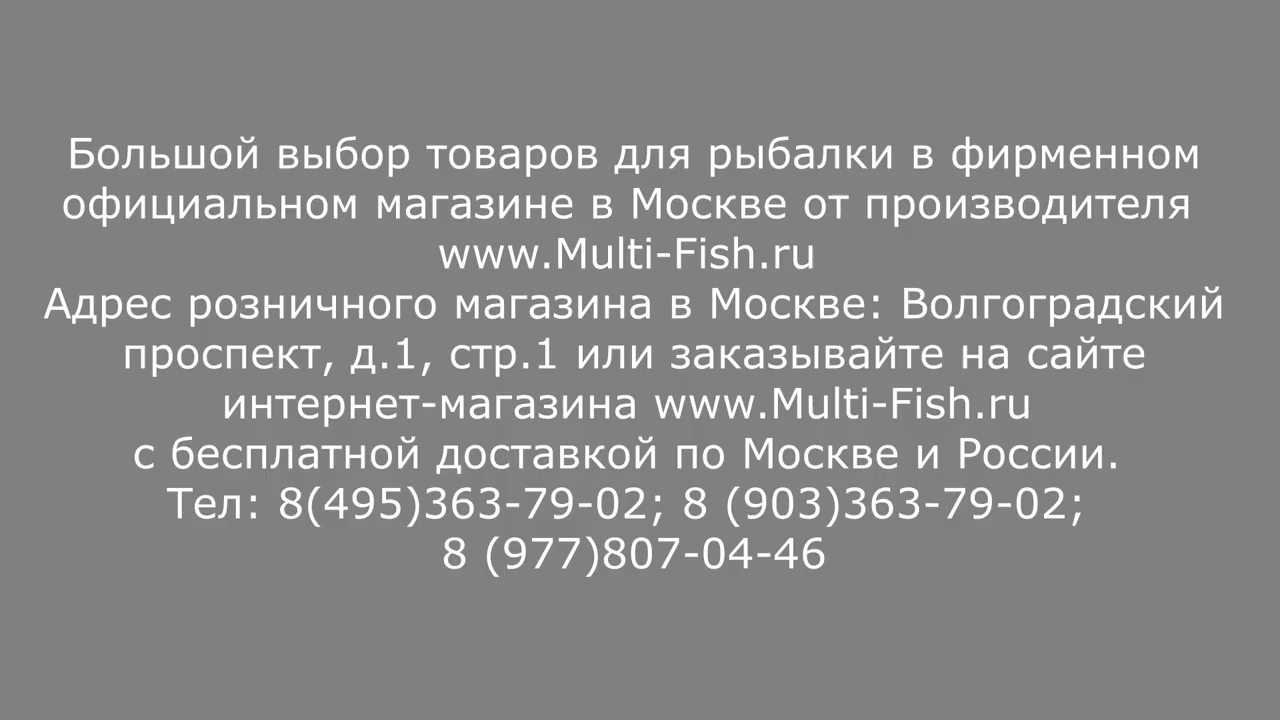 Большой выбор товаров для рыбалки в фирменном
официальном магазине в Москве от производителя
www.Multi-Fish.ru
Адрес розничного магазина в Москве: Волгоградский
проспект, д.1, стр.1 или заказывайте на сайте
интернет-магазина www.Multi-Fish.ru
с бесплатной доставкой по Москве и России.
Тел: 8(495)363-79-02; 8 (903)363-79-02;
8 (977)807-04-46